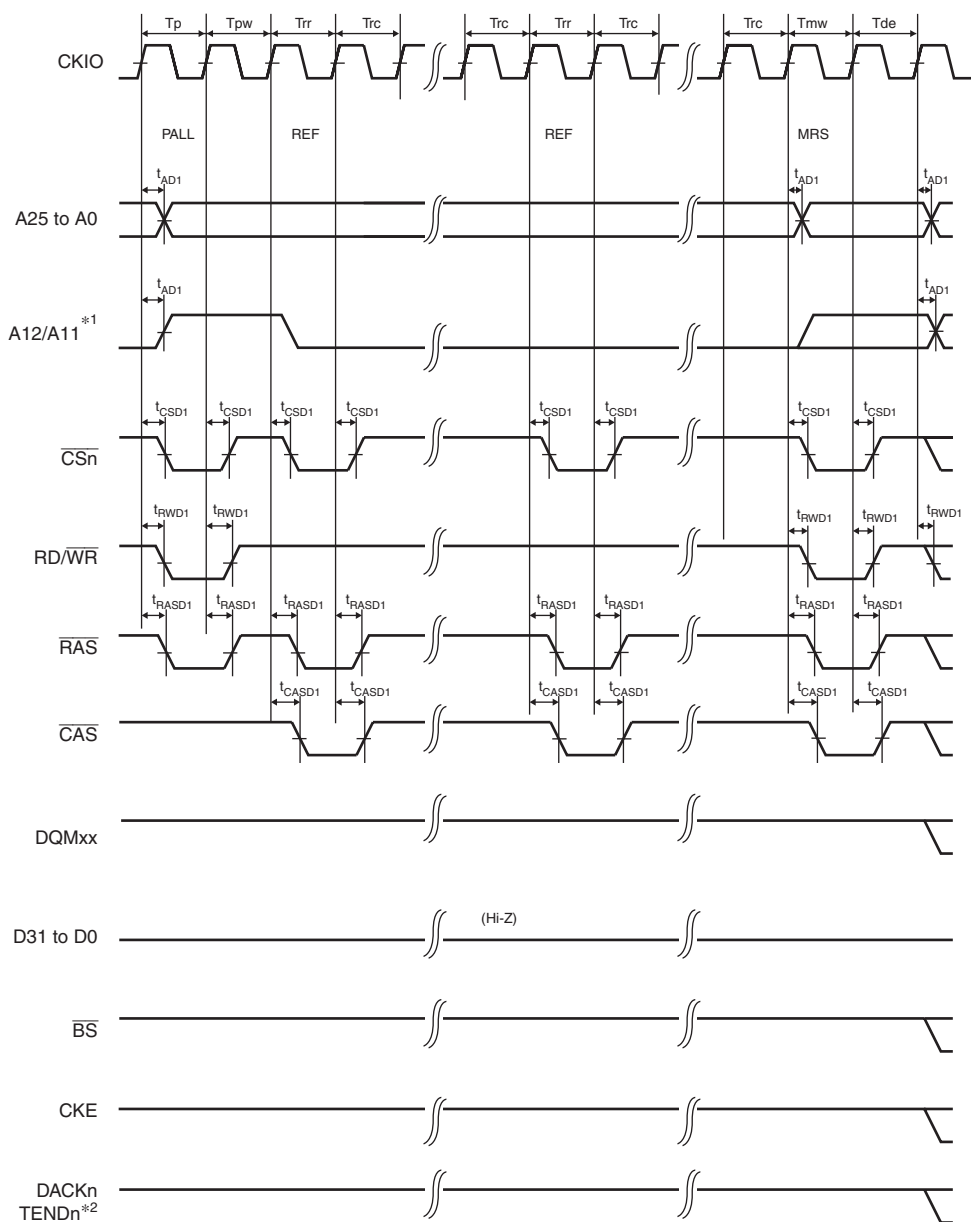 Tp Tpw Trr Trc Trc Trr Trc Trc Tmw Tde
CKIO
PALL REF REF MRS
tAD1 tAD1 tAD1
A25 to A0
tAD1 tAD1
A12/A11*1
tCSD1 tCSD1 tCSD1 tCSD1 tCSD1 tCSD1 tCSD1 tCSD1
CSn
tRWD1 tRWD1 tRWD1 tRWD1 tRWD1
RD/WR
tRASD1 tRASD1 tRASD1 tRASD1 tRASD1 tRASD1 tRASD1 tRASD1
RAS
tCASD1 tCASD1 tCASD1 tCASD1 tCASD1 tCASD1
CAS
DQMxx
(Hi-Z)
D31 to D0
BS
CKE
DACKn
TENDn*2